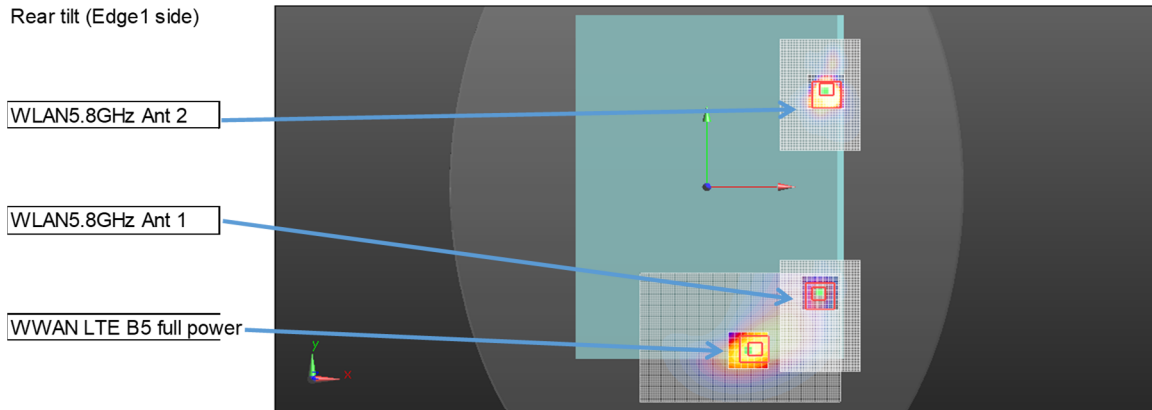 Rear tilt (Edge1 side)
WLAN5.8GHz Ant 2
WLAN5.8GHz Ant 1
WWAN LTE B5 full power
y
x